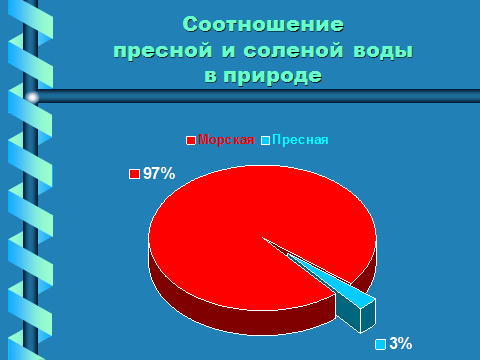 Соотношение
пресной и соленой воды
в природе
Морская Пресная
97%
3%